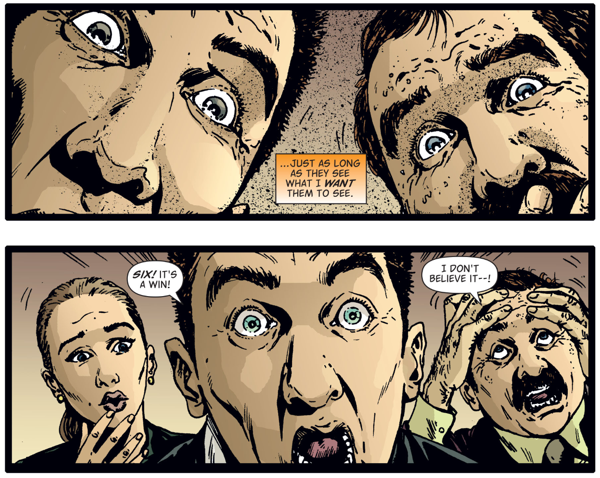 ...JUST AS LONG
AS THEY SEE
WHAT I WANT
THEM TO SEE.
SIX! IT'S
A WIN!
I DON'T
BELIEVE IT--!